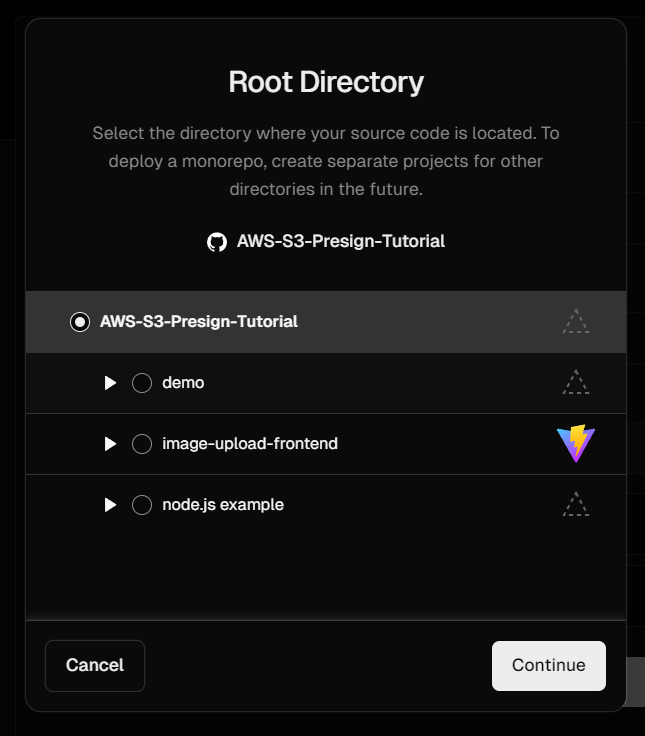 Root Directory
Select the directory where your source code is located. To
deploy a monorepo, create separate projects for other
directories in the future.
AWS-S3-Presign-Tutorial
AWS-S3-Presign-Tutorial
demo
image-upload-frontend
node.js example
Cancel
Continue